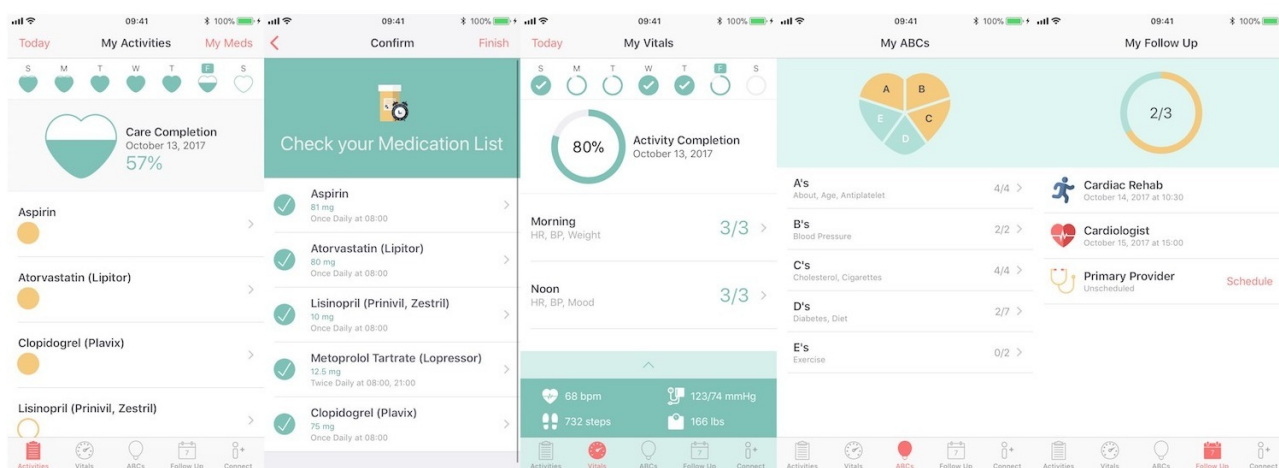 09:41
100%
Today
My Activities
My Meds
S M T W T F S
Care Completion
October 13, 2017
57%
Aspirin
Atorvastatin (Lipitor)
Clopidogrel (Plavix)
Lisinopril (Prinivil, Zestril)
Activities Vitals ABCs Follow Up Connect
09:41
100%
Confirm
Finish
Check your Medication List
Aspirin
81 mg
Once Daily at 08:00
Atorvastatin (Lipitor)
80 mg
Once Daily at 08:00
Lisinopril (Prinivil, Zestril)
10 mg
Once Daily at 08:00
Metoprolol Tartrate (Lopressor)
12.5 mg
Twice Daily at 08:00, 21:00
Clopidogrel (Plavix)
75 mg
Once Daily at 08:00
09:41
100%
Today
My Vitals
S M T W T F S
80%
Activity Completion
October 13, 2017
Morning
HR, BP, Weight
3/3
Noon
HR, BP, Mood
3/3
68 bpm
123/74 mmHg
732 steps
166 lbs
Activities Vitals ABCs Follow Up Connect
09:41
100%
My ABCs
A B
E C
D
A's
About, Age, Antiplatelet
4/4
B's
Blood Pressure
2/2
C's
Cholesterol, Cigarettes
4/4
D's
Diabetes, Diet
2/7
E's
Exercise
0/2
Activities Vitals ABCs Follow Up Connect
09:41
100%
My Follow Up
2/3
Cardiac Rehab
October 14, 2017 at 10:30
Cardiologist
October 15, 2017 at 15:00
Primary Provider
Unscheduled
Schedule
7
Activities Vitals ABCs Follow Up Connect